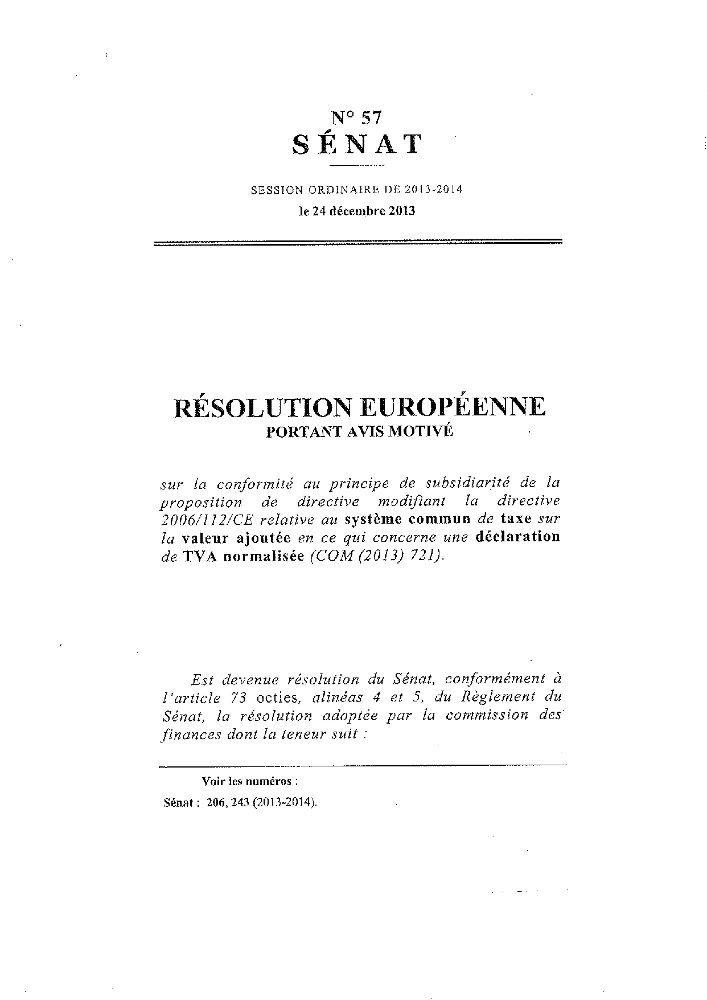 N° 57
SÉNAT
SESSION ORDINAIRE DE 2013-2014
le 24 décembre 2013
RÉSOLUTION EUROPÉENNE
PORTANT AVIS MOTIVÉ
sur la conformité au principe de subsidiarité de la
proposition de directive modifiant la directive
2006/112/CE relative au système commun de taxe sur
la valeur ajoutée en ce qui concerne une déclaration
de TVA normalisée (COM (2013) 721).
Est devenue résolution du Sénat, conformément à
l'article 73 octies, alinéas 4 et 5, du Règlement du
Sénat, la résolution adoptée par la commission des
finances dont la teneur suit :
Voir les numéros :
Sénat : 206, 243 (2013-2014).